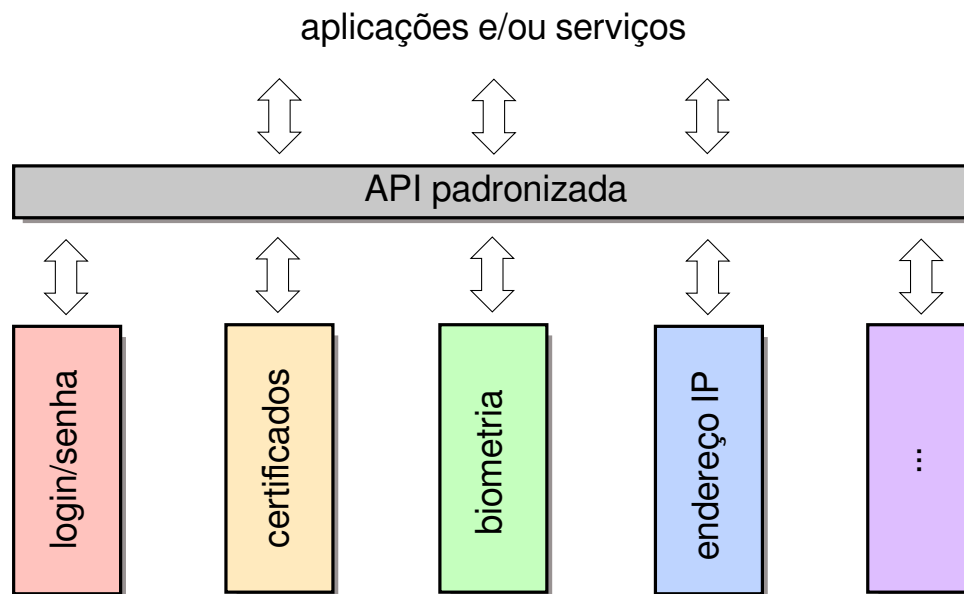 aplicações e/ou serviços
API padronizada
login/senha
certificados
biometria
endereço IP
...